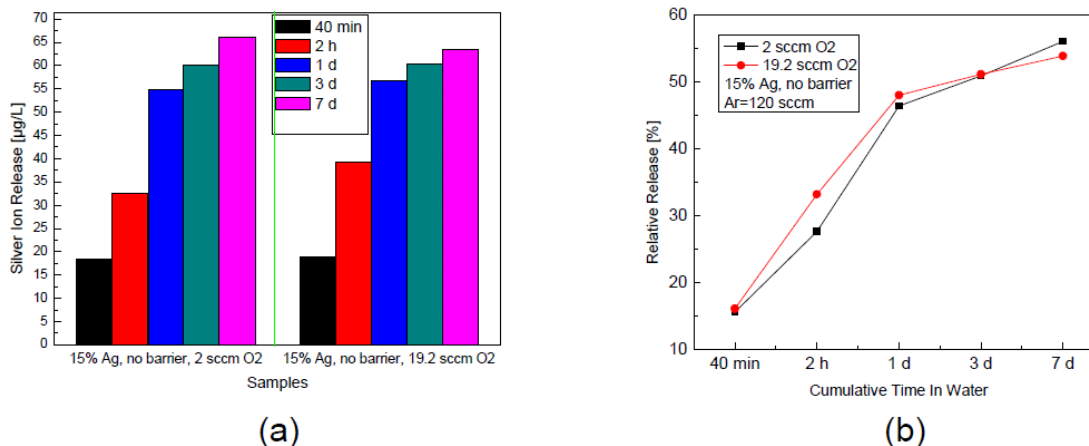 70
65
60
55
50
45
40
35
30
25
20
15
10
5
0
Silver Ion Release [µg/L]
40 min
2 h
1 d
3 d
7 d
15% Ag, no barrier, 2 sccm O2
15% Ag, no barrier, 19.2 sccm O2
Samples
(a)
60
50
40
30
20
10
Relative Release [%]
2 sccm O2
19.2 sccm O2
15% Ag, no barrier
Ar=120 sccm
40 min
2 h
1 d
3 d
7 d
Cumulative Time In Water
(b)